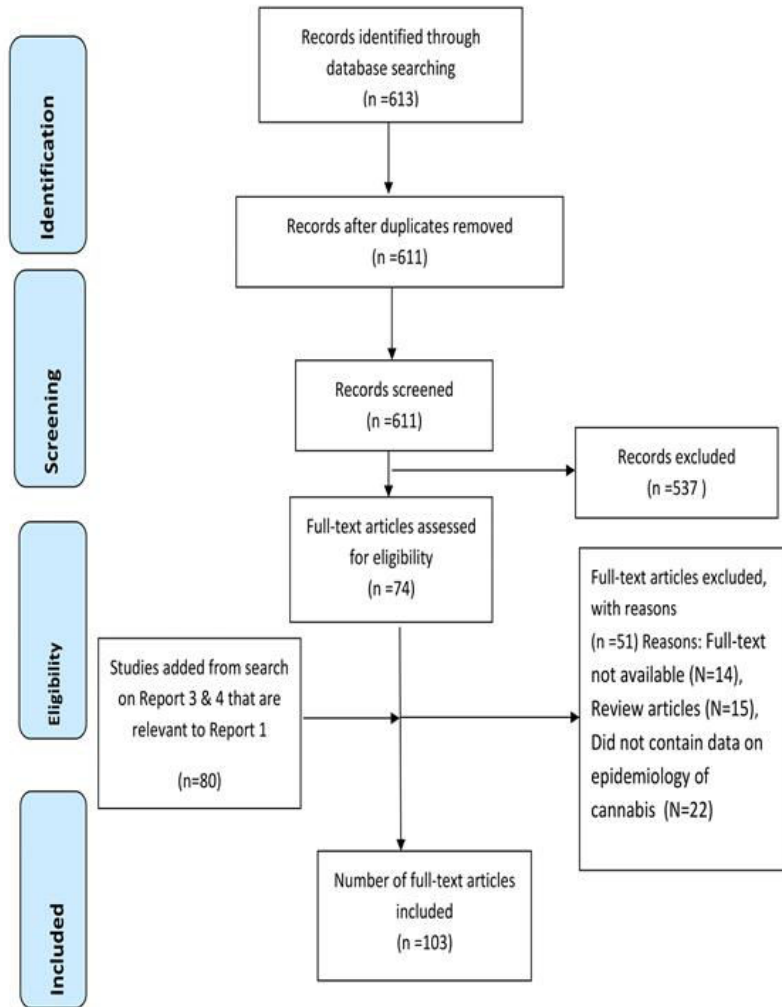 Identification
Records identified through
database searching
(n =613)
Records after duplicates removed
(n =611)
Screening
Records screened
(n =611)
Records excluded
(n =537 )
Eligibility
Full-text articles assessed
for eligibility
(n =74)
Full-text articles excluded,
with reasons
(n =51) Reasons: Full-text
not available (N=14),
Review articles (N=15),
Did not contain data on
epidemiology of
cannabis (N=22)
Studies added from search
on Report 3 & 4 that are
relevant to Report 1
(n=80)
Included
Number of full-text articles
included
(n =103)